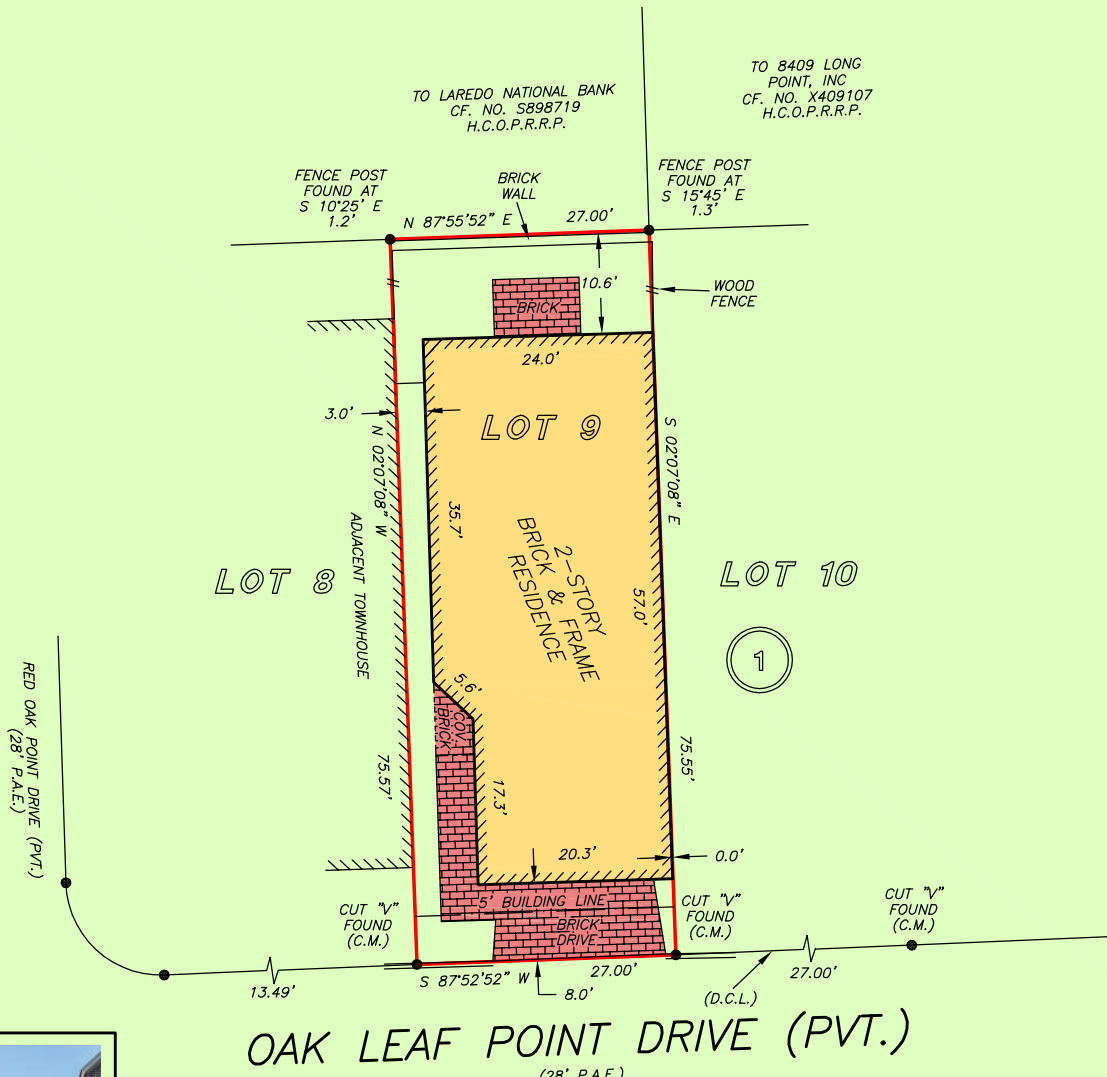 TO LAREDO NATIONAL BANK
CF. NO. S898719
H.C.O.P.R.R.P.
TO 8409 LONG
POINT, INC
CF. NO. X409107
H.C.O.P.R.R.P.
FENCE POST
FOUND AT
S 10°25' E
1.2'
BRICK
WALL
FENCE POST
FOUND AT
S 15°45' E
1.3'
N 87°55'52" E
27.00'
10.6'
WOOD
FENCE
BRICK
24.0'
3.0'
LOT 9
N 02°07'08" W
S 02°07'08" E
35.7'
ADJACENT TOWNHOUSE
2-STORY
BRICK & FRAME
RESIDENCE
LOT 8
LOT 10
57.0'
1
5.6'
COV.
BRICK
RED OAK POINT DRIVE (PVT.)
(28' P.A.E.)
75.57'
75.55'
17.3'
20.3'
0.0'
5' BUILDING LINE
CUT "V"
FOUND
(C.M.)
BRICK
DRIVE
CUT "V"
FOUND
(C.M.)
CUT "V"
FOUND
(C.M.)
13.49'
S 87°52'52" W
27.00'
8.0'
27.00'
(D.C.L.)
OAK LEAF POINT DRIVE (PVT.)
(28' P.A.E.)